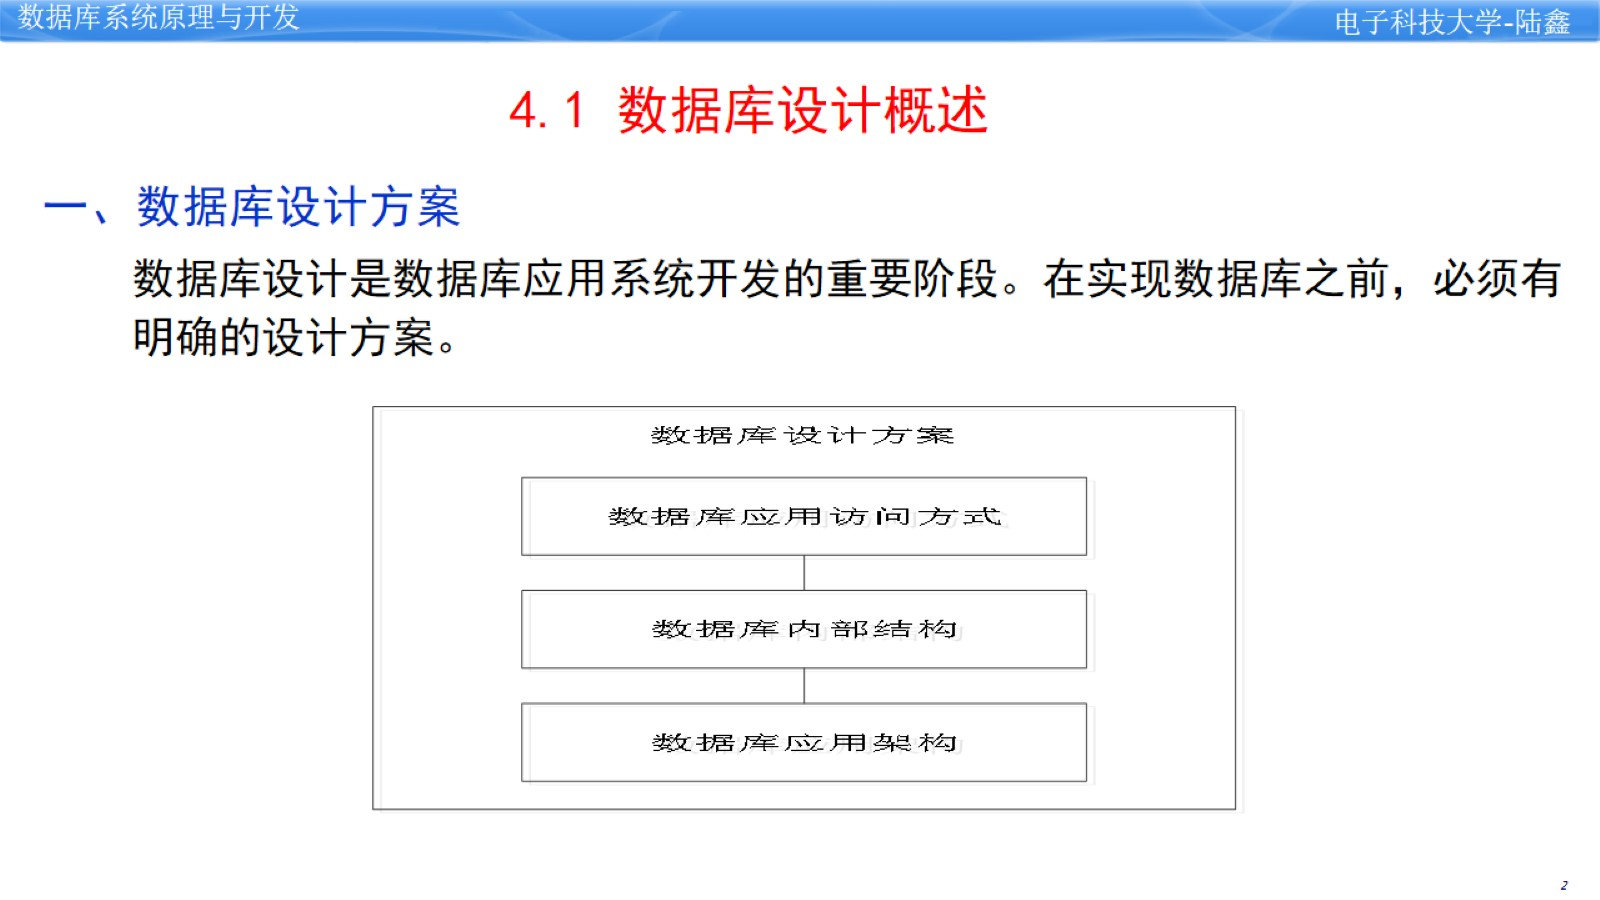 数据库系统原理与开发
电子科技大学-陆鑫
4.1 数据库设计概述
一、数据库设计方案
数据库设计是数据库应用系统开发的重要阶段。在实现数据库之前，必须有
明确的设计方案。
数据库设计方案
数据库应用访问方式
数据库内部结构
数据库应用架构
2